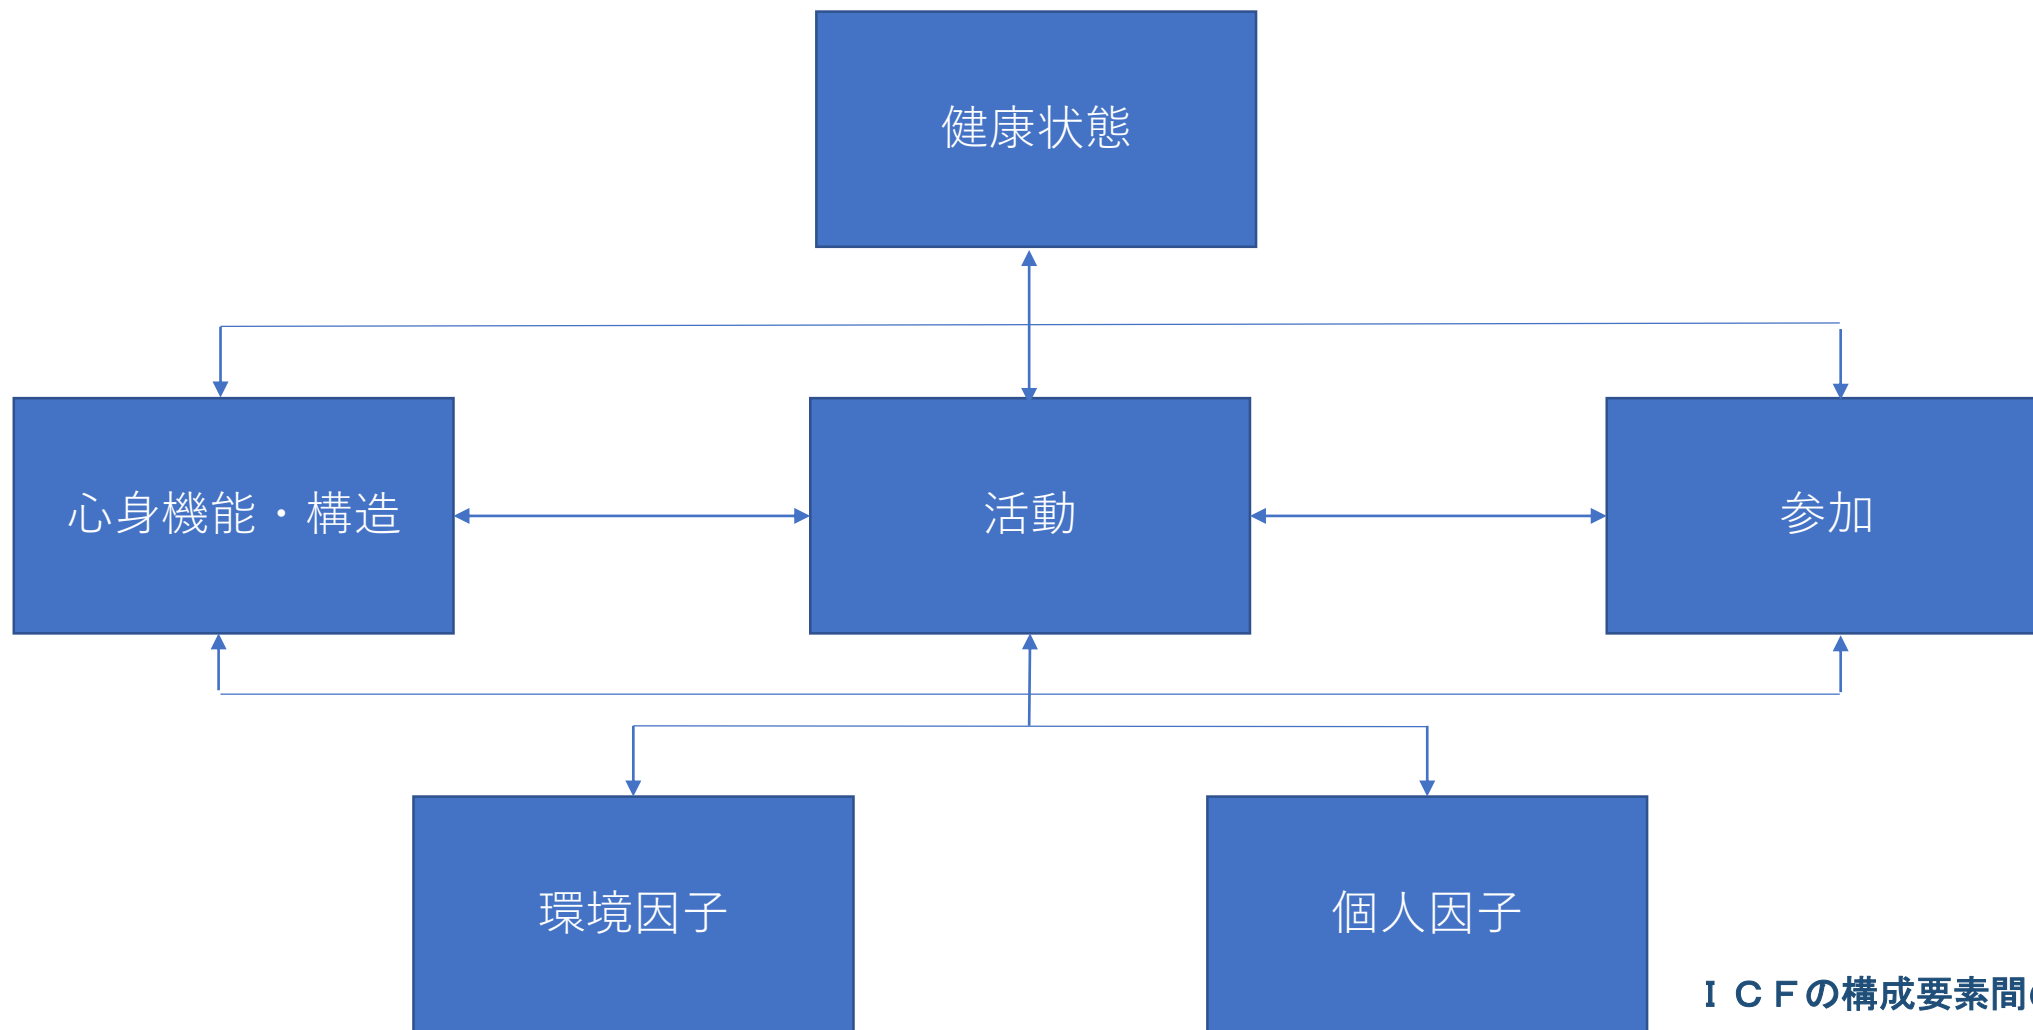 健康状態
心身機能・構造
活動
参加
環境因子
個人因子
ＩＣＦの構成要素間